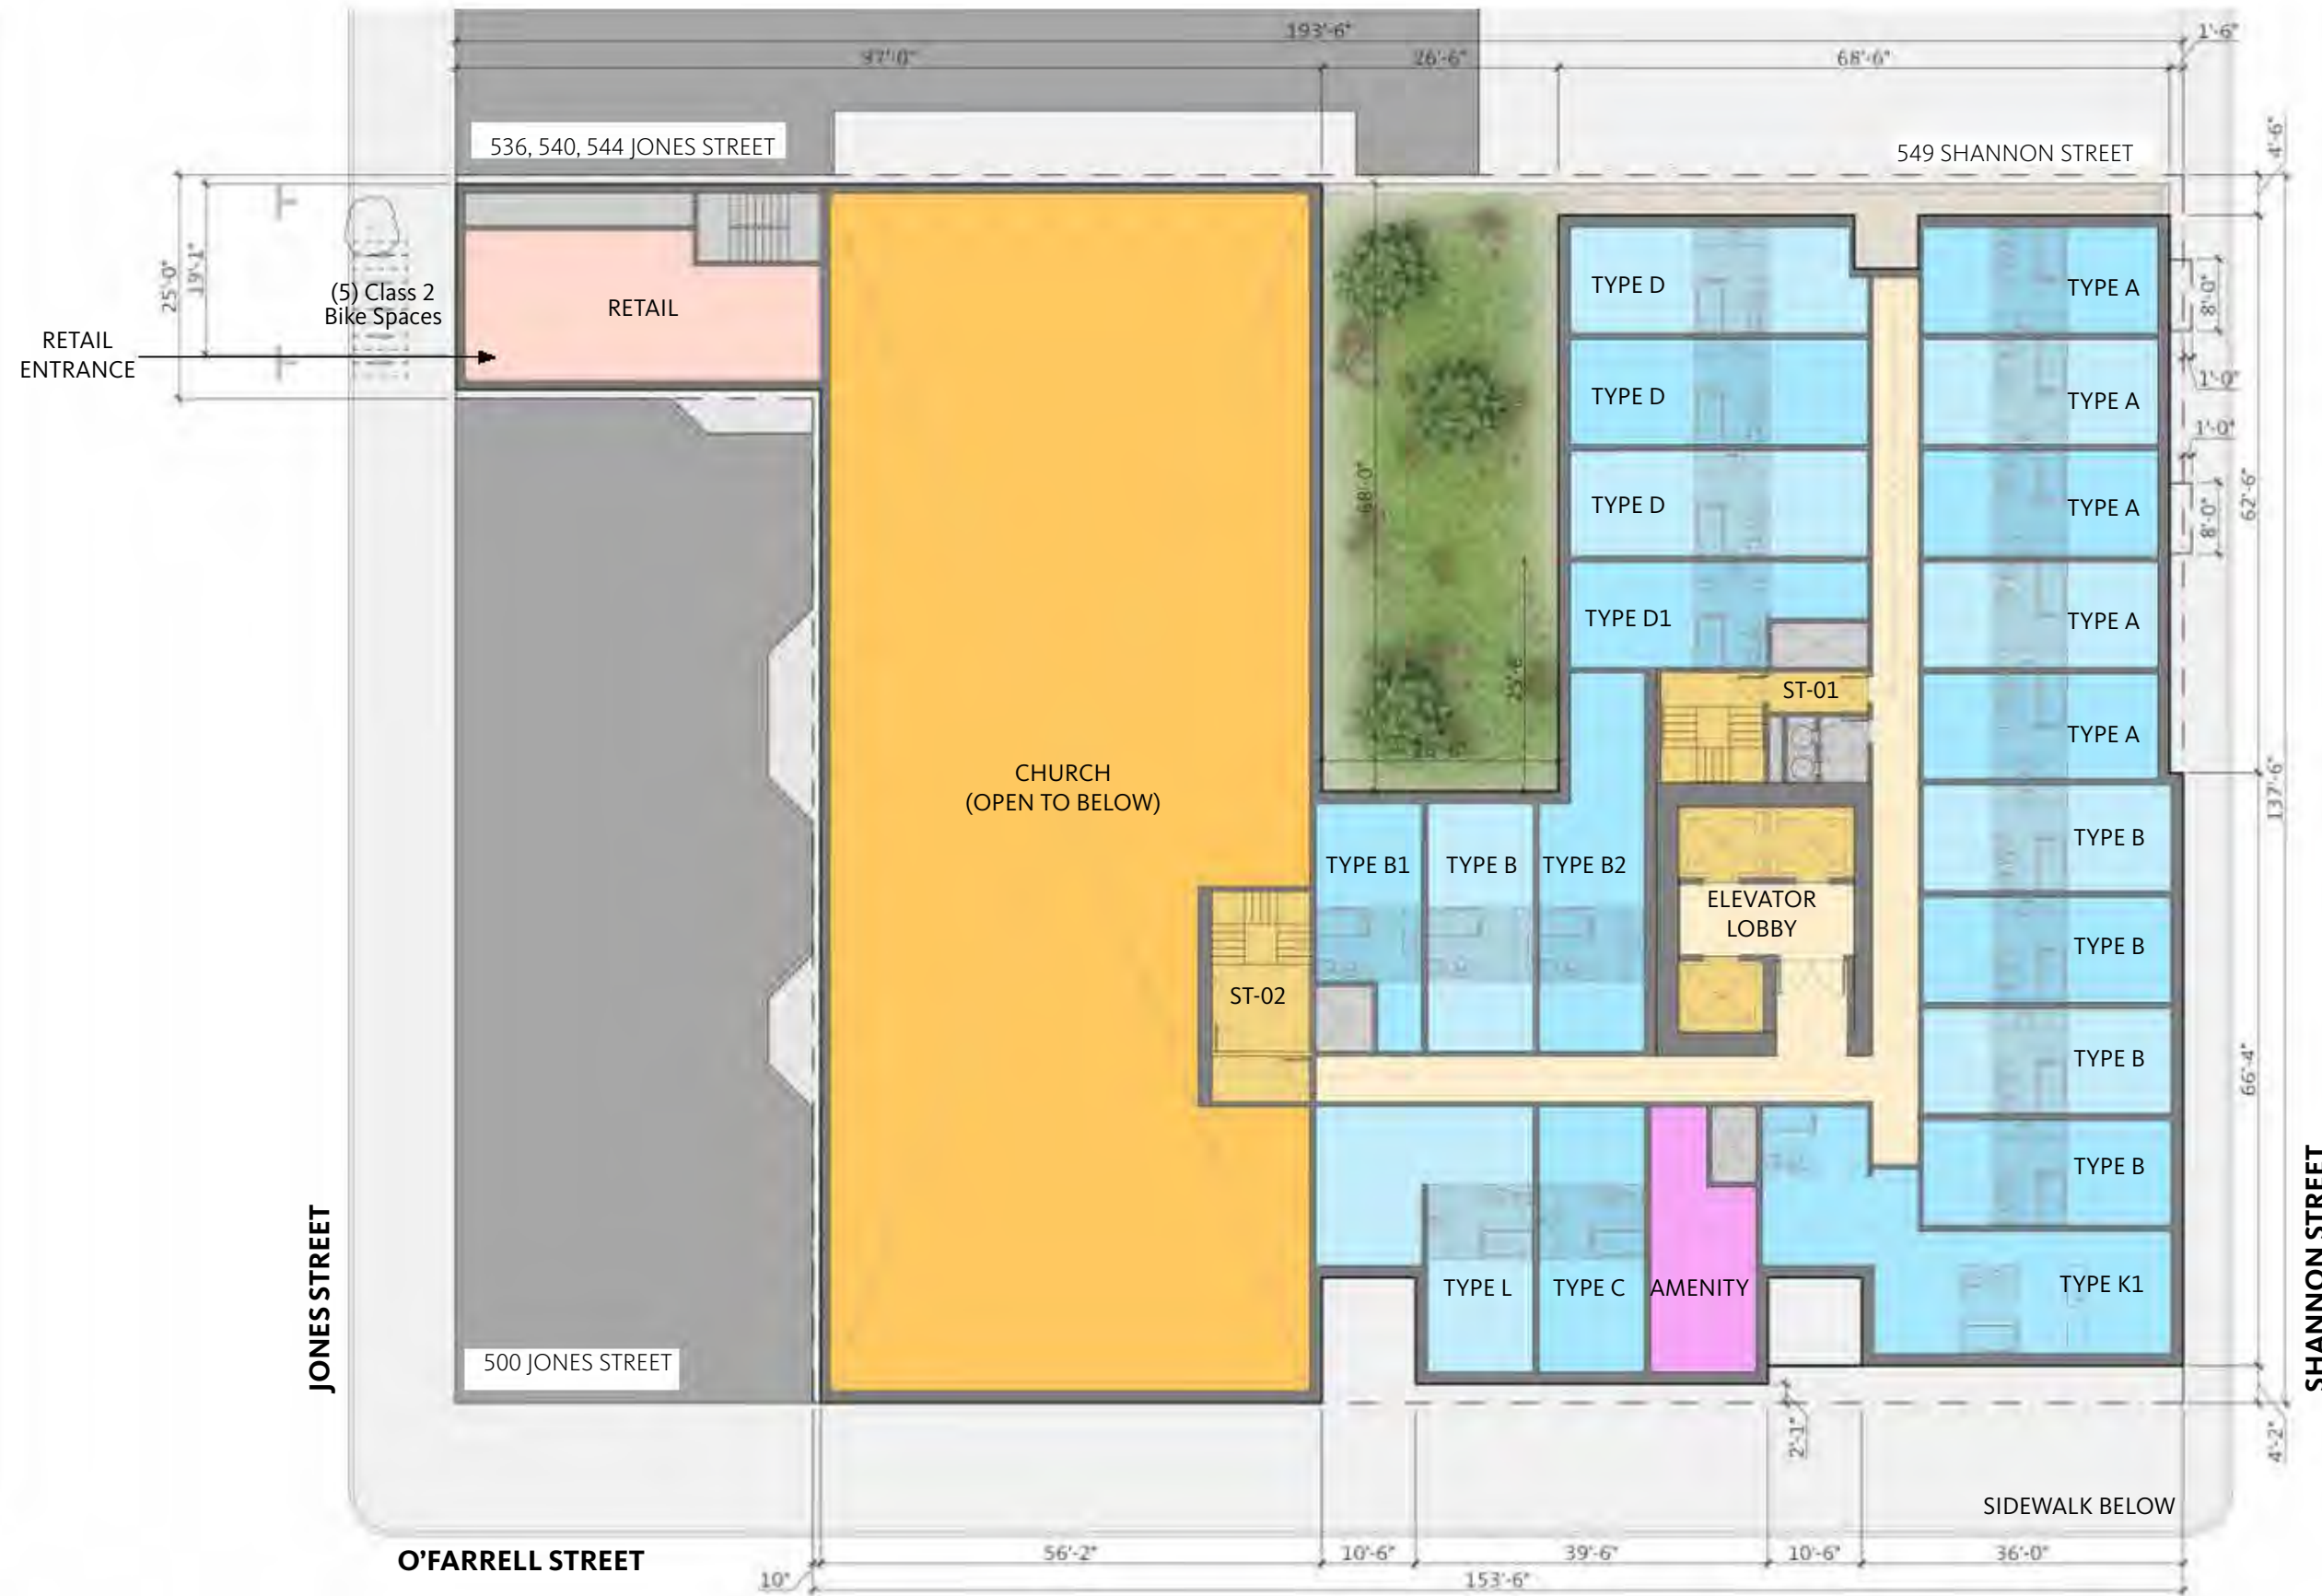 193'-6"
1'-6"
97'-0"
26'-6"
68'-6"
4'-6"
536, 540, 544 JONES STREET
549 SHANNON STREET
25'-0"
19'-1"
(5) Class 2
Bike Spaces
RETAIL
RETAIL
ENTRANCE
TYPE D
TYPE A
8'-0"
TYPE D
TYPE A
1'-0"
1'-0"
68'-0"
TYPE D
TYPE A
8'-0"
62'-6"
TYPE D1
TYPE A
25'-6"
ST-01
TYPE A
CHURCH
(OPEN TO BELOW)
137'-6"
TYPE B1
TYPE B
TYPE B2
TYPE B
ELEVATOR
LOBBY
TYPE B
ST-02
TYPE B
66'-4"
TYPE B
TYPE L
TYPE C
AMENITY
TYPE K1
JONES STREET
SHANNON STREET
500 JONES STREET
2'-1"
4'-2"
SIDEWALK BELOW
O'FARRELL STREET
56'-2"
10'-6"
39'-6"
10'-6"
36'-0"
10"
153'-6"